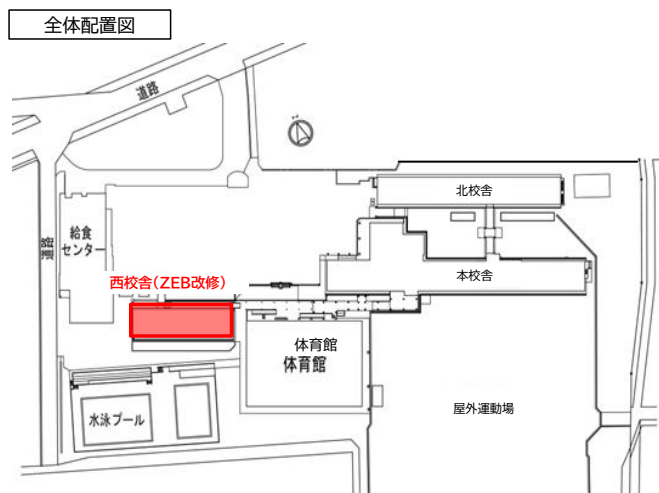 全体配置図
道路
北校舎
給食
センター
道路
本校舎
西校舎(ZEB改修)
体育館
体育館
水泳プール
屋外運動場